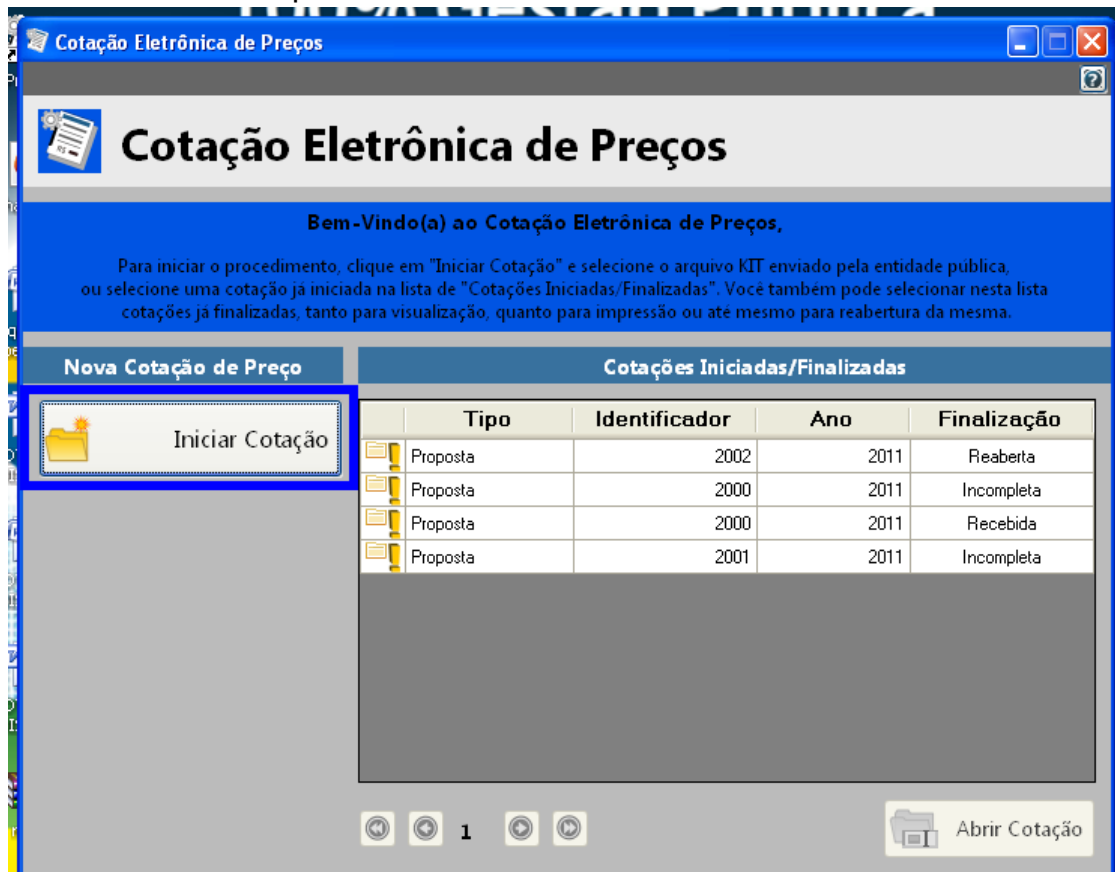 100% Gestão Pública
Cotação Eletrônica de Preços
Cotação Eletrônica de Preços
Bem-Vindo(a) ao Cotação Eletrônica de Preços,
Para iniciar o procedimento, clique em "Iniciar Cotação" e selecione o arquivo KIT enviado pela entidade pública,
ou selecione uma cotação já iniciada na lista de "Cotações Iniciadas/Finalizadas". Você também pode selecionar nesta lista
cotações já finalizadas, tanto para visualização, quanto para impressão ou até mesmo para reabertura da mesma.
Nova Cotação de Preço
Iniciar Cotação
Cotações Iniciadas/Finalizadas
Tipo Identificador Ano Finalização
Proposta 2002 2011 Reaberta
Proposta 2000 2011 Incompleta
Proposta 2000 2011 Recebida
Proposta 2001 2011 Incompleta
1
Abrir Cotação